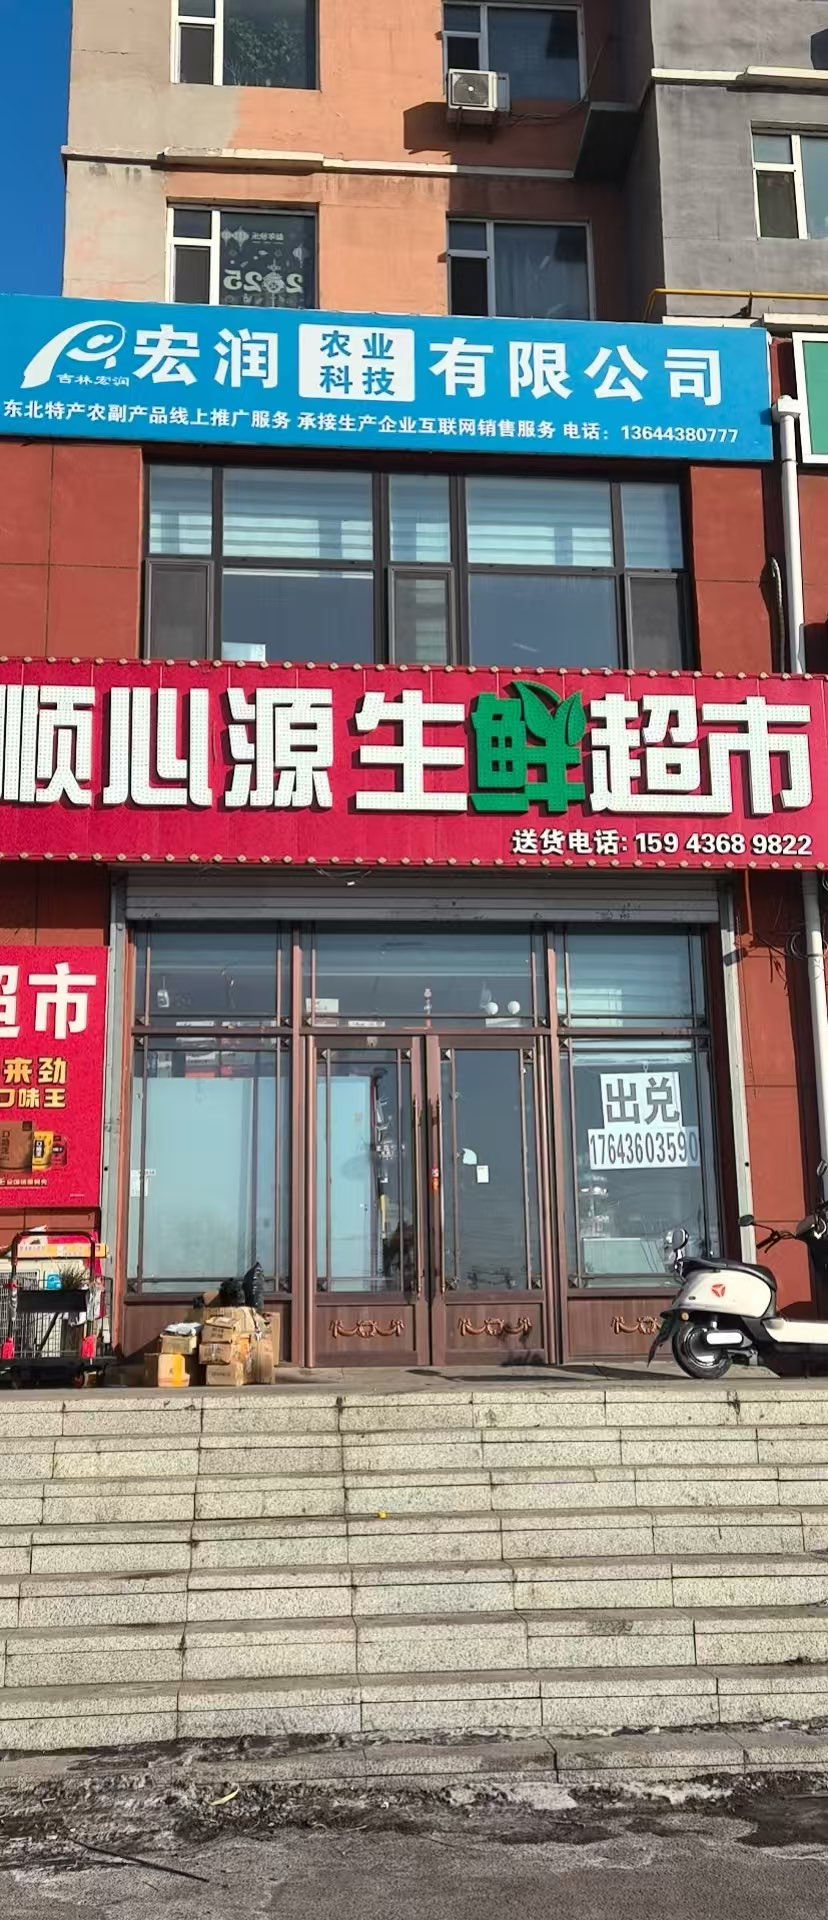 2025
吉林宏润
宏润 农业科技 有限公司
东北特产农副产品线上推广服务 承接生产企业互联网销售服务 电话：13644380777
顺心源生鲜超市
送货电话: 159 4368 9822
超市
来劲
口味王
出兑
17643603590